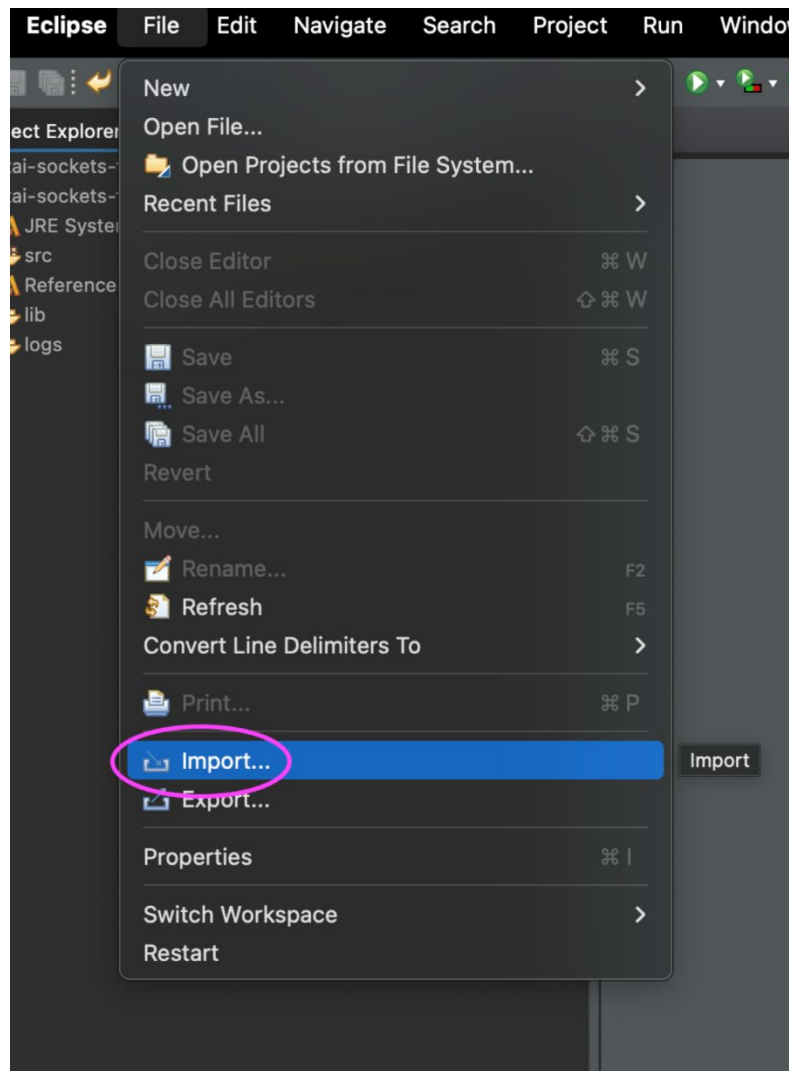 Eclipse File Edit Navigate Search Project Run Windo
ect Explorer
ai-sockets-
ai-sockets-
JRE Syster
src
Reference
lib
logs
New
Open File...
Open Projects from File System...
Recent Files
Close Editor ⌘ W
Close All Editors ⇧ ⌘ W
Save ⌘ S
Save As...
Save All ⇧ ⌘ S
Revert
Move...
Rename... F2
Refresh F5
Convert Line Delimiters To
Print... ⌘ P
Import... Import
Export...
Properties ⌘ I
Switch Workspace
Restart